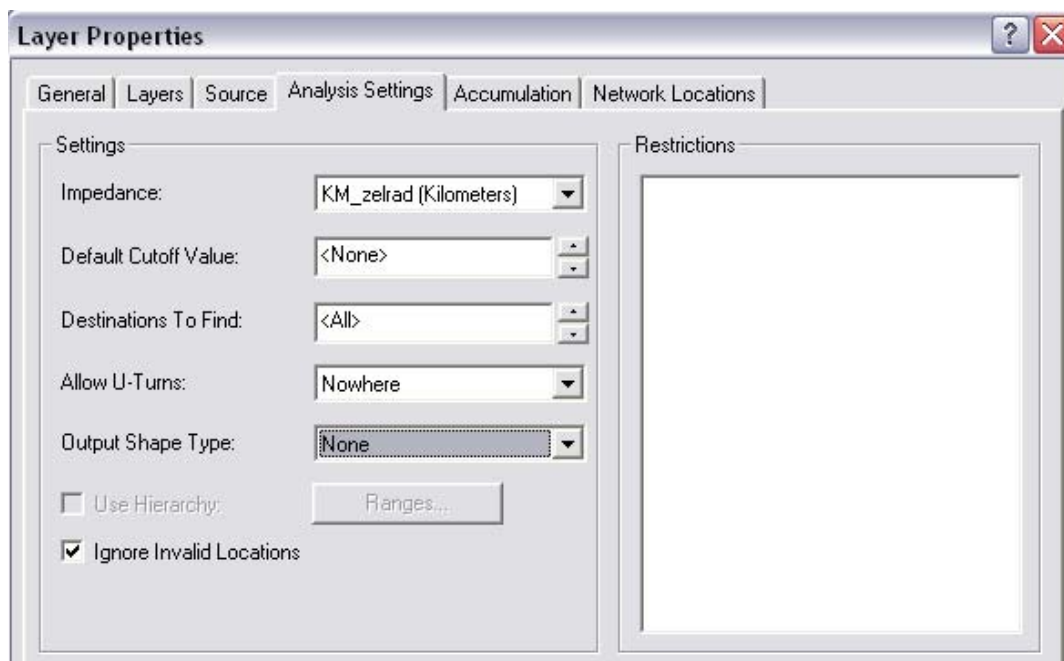 Layer Properties
General Layers Source Analysis Settings Accumulation Network Locations
Settings
Impedance: KM_zelrad (Kilometers)
Default Cutoff Value: <None>
Destinations To Find: <All>
Allow U-Turns: Nowhere
Output Shape Type: None
Use Hierarchy: Ranges...
Ignore Invalid Locations
Restrictions